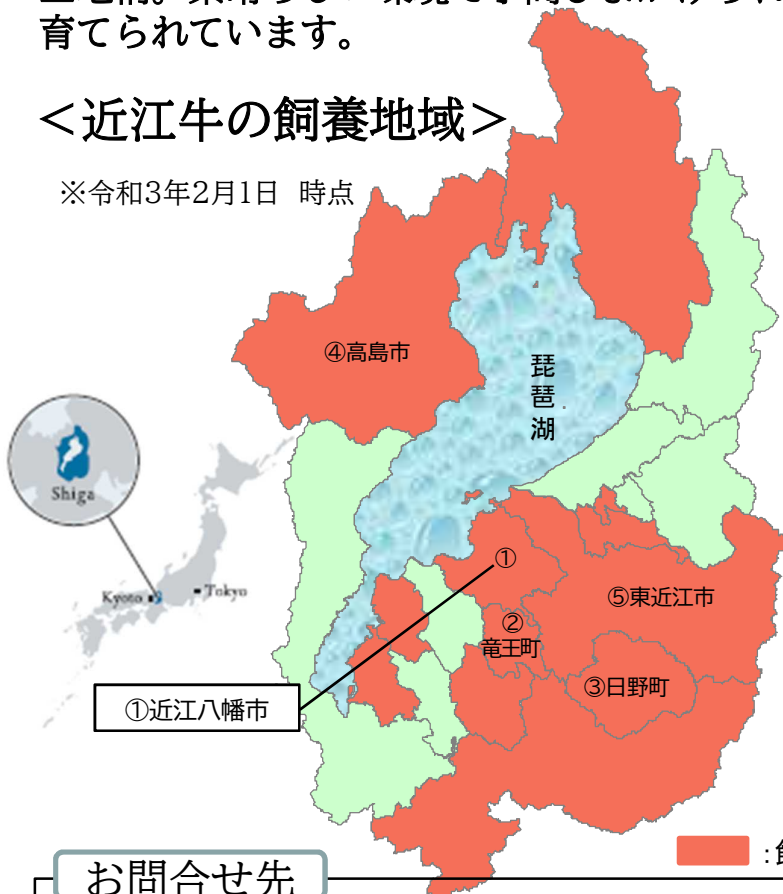 育てられています。
＜近江牛の飼養地域＞
※令和3年2月1日 時点
④高島市
琵琶湖
Shiga
Kyoto
Tokyo
①
⑤東近江市
②
竜王町
③日野町
①近江八幡市
お問合せ先